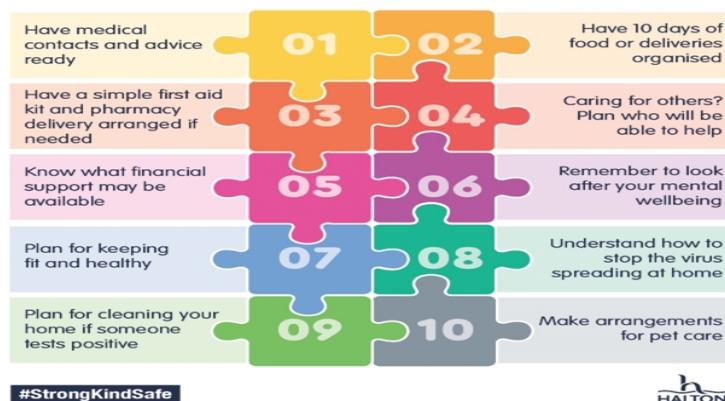 Have medical
contacts and advice
ready
01
02
Have 10 days of
food or deliveries
organised
Have a simple first aid
kit and pharmacy
delivery arranged if
needed
03
04
Caring for others?
Plan who will be
able to help
Know what financial
support may be
available
05
06
Remember to look
after your mental
wellbeing
Plan for keeping
fit and healthy
07
08
Understand how to
stop the virus
spreading at home
Plan for cleaning your
home if someone
tests positive
09
10
Make arrangements
for pet care
#StrongKindSafe
HALTON